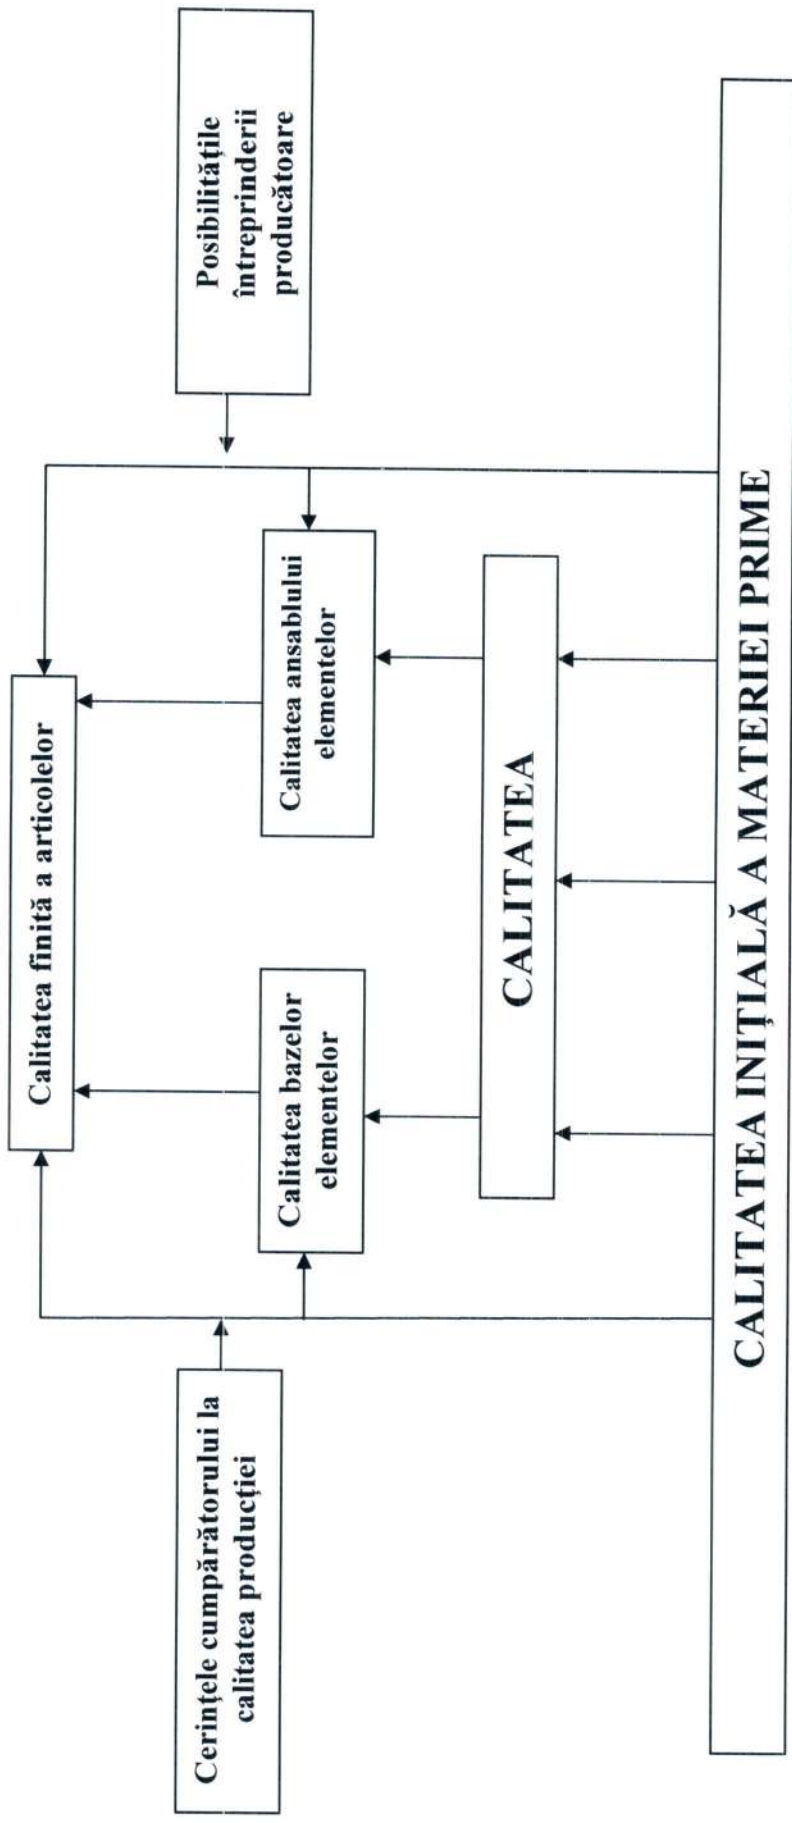 Calitatea finită a articolelor
Cerințele cumpărătorului la
calitatea producției
Posibilitățile
întreprinderii
producătoare
Calitatea bazelor
elementelor
Calitatea ansablului
elementelor
CALITATEA
CALITATEA INIȚIALĂ A MATERIEI PRIME